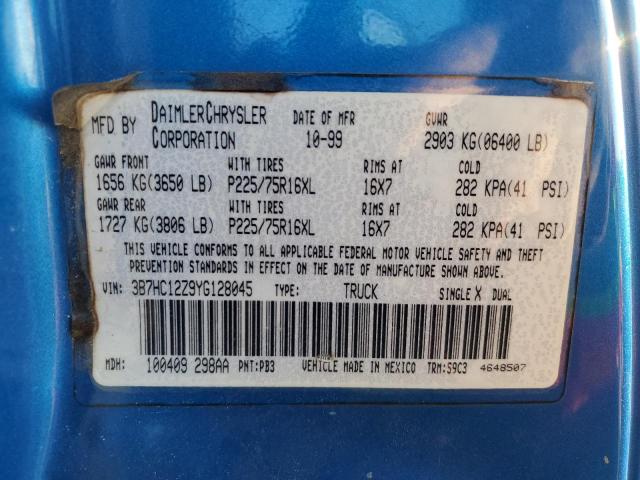 MFD BY DAIMLERCHRYSLER CORPORATION DATE OF MFR 10-99 GVWR 2903 KG(06400 LB)
GAWR FRONT WITH TIRES RIMS AT COLD
1656 KG(3650 LB) P225/75R16XL 16X7 282 KPA(41 PSI)
GAWR REAR WITH TIRES RIMS AT COLD
1727 KG(3806 LB) P225/75R16XL 16X7 282 KPA(41 PSI)
THIS VEHICLE CONFORMS TO ALL APPLICABLE FEDERAL MOTOR VEHICLE SAFETY AND THEFT
PREVENTION STANDARDS IN EFFECT ON THE DATE OF MANUFACTURE SHOWN ABOVE.
VIN: 3B7HC12Z9YG128045 TYPE: TRUCK SINGLE X DUAL
MDH: 100409 298AA PNT:PB3 VEHICLE MADE IN MEXICO TRM:S9C3 4648507